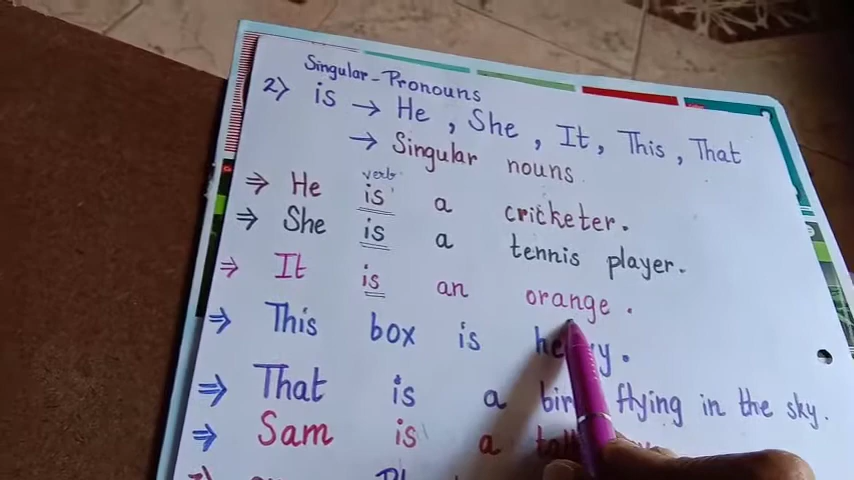 Singular - Pronouns
2> is → He , She , It , This , That
→ Singular nouns
verb
→ He is a cricketer .
→ She is a tennis player .
→ It is an orange .
→ This box is .
→ That is a flying in the sky .
→ Sam is a